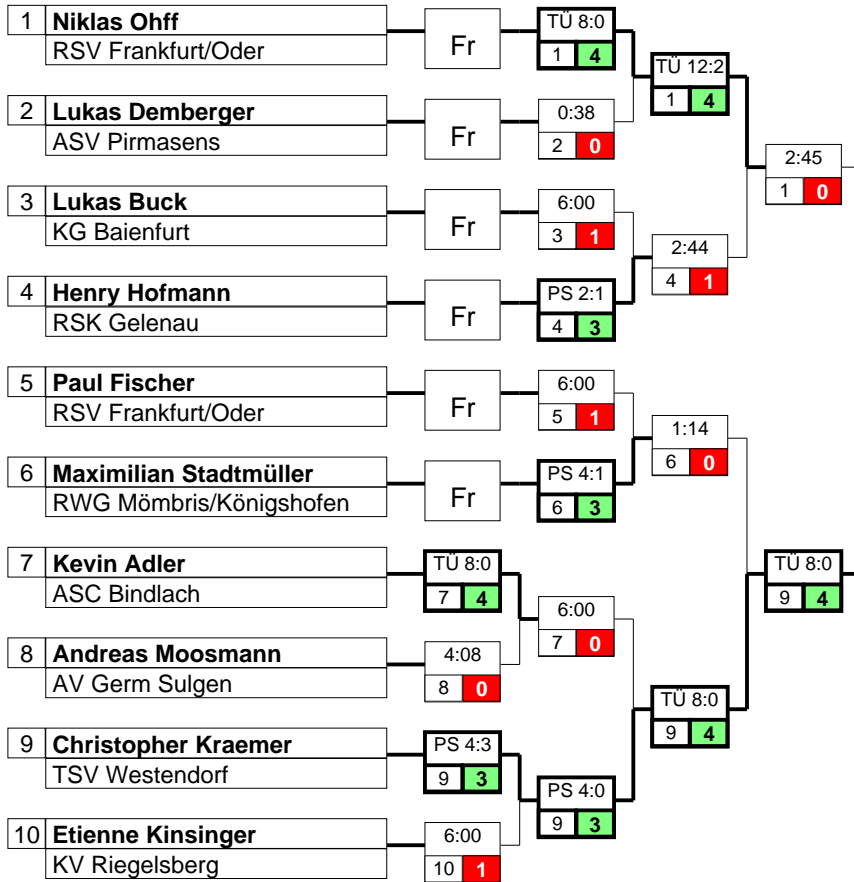 1 Niklas Ohff
RSV Frankfurt/Oder
Fr
TÜ 8:0
1 4
TÜ 12:2
1 4
2 Lukas Demberger
ASV Pirmasens
Fr
0:38
2 0
2:45
1 0
3 Lukas Buck
KG Baienfurt
Fr
6:00
3 1
2:44
4 1
4 Henry Hofmann
RSK Gelenau
Fr
PS 2:1
4 3
5 Paul Fischer
RSV Frankfurt/Oder
Fr
6:00
5 1
1:14
6 0
6 Maximilian Stadtmüller
RWG Mömbris/Königshofen
Fr
PS 4:1
6 3
7 Kevin Adler
ASC Bindlach
TÜ 8:0
7 4
6:00
7 0
TÜ 8:0
9 4
8 Andreas Moosmann
AV Germ Sulgen
4:08
8 0
TÜ 8:0
9 4
9 Christopher Kraemer
TSV Westendorf
PS 4:3
9 3
PS 4:0
9 3
10 Etienne Kinsinger
KV Riegelsberg
6:00
10 1